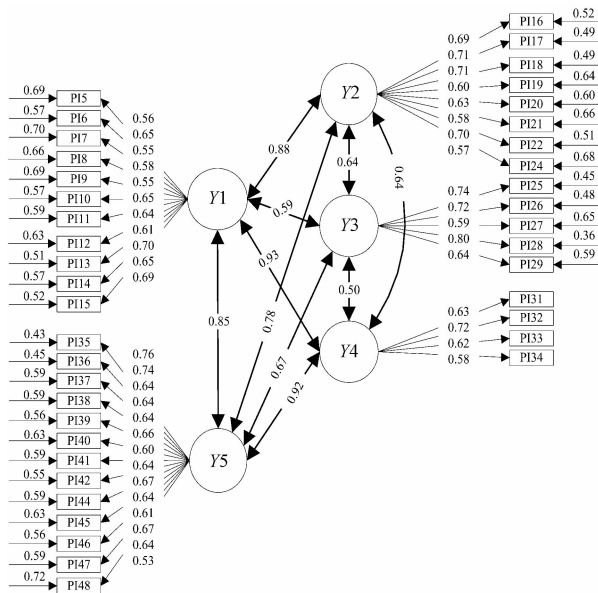 0.69 PI5 0.56
0.57 PI6 0.65
0.70 PI7 0.55
0.66 PI8 0.58
0.69 PI9 0.55
0.57 PI10 0.65
0.59 PI11 0.64
0.63 PI12 0.61
0.51 PI13 0.70
0.57 PI14 0.65
0.52 PI15 0.69
Y1
0.43 PI35 0.76
0.45 PI36 0.74
0.59 PI37 0.64
0.59 PI38 0.64
0.56 PI39 0.64
0.63 PI40 0.66
0.59 PI41 0.60
0.55 PI42 0.64
0.59 PI44 0.67
0.63 PI45 0.64
0.56 PI46 0.61
0.59 PI47 0.67
0.72 PI48 0.64
0.53
Y5
0.88
0.59
0.93
0.85
0.78
0.67
0.92
0.64
0.50
0.64
Y2
Y3
Y4
0.69 PI16 0.52
0.71 PI17 0.49
0.71 PI18 0.49
0.60 PI19 0.64
0.63 PI20 0.60
0.58 PI21 0.66
0.70 PI22 0.51
0.57 PI24 0.68
0.74 PI25 0.45
0.72 PI26 0.48
0.59 PI27 0.65
0.80 PI28 0.36
0.64 PI29 0.59
0.63 PI31
0.72 PI32
0.62 PI33
0.58 PI34